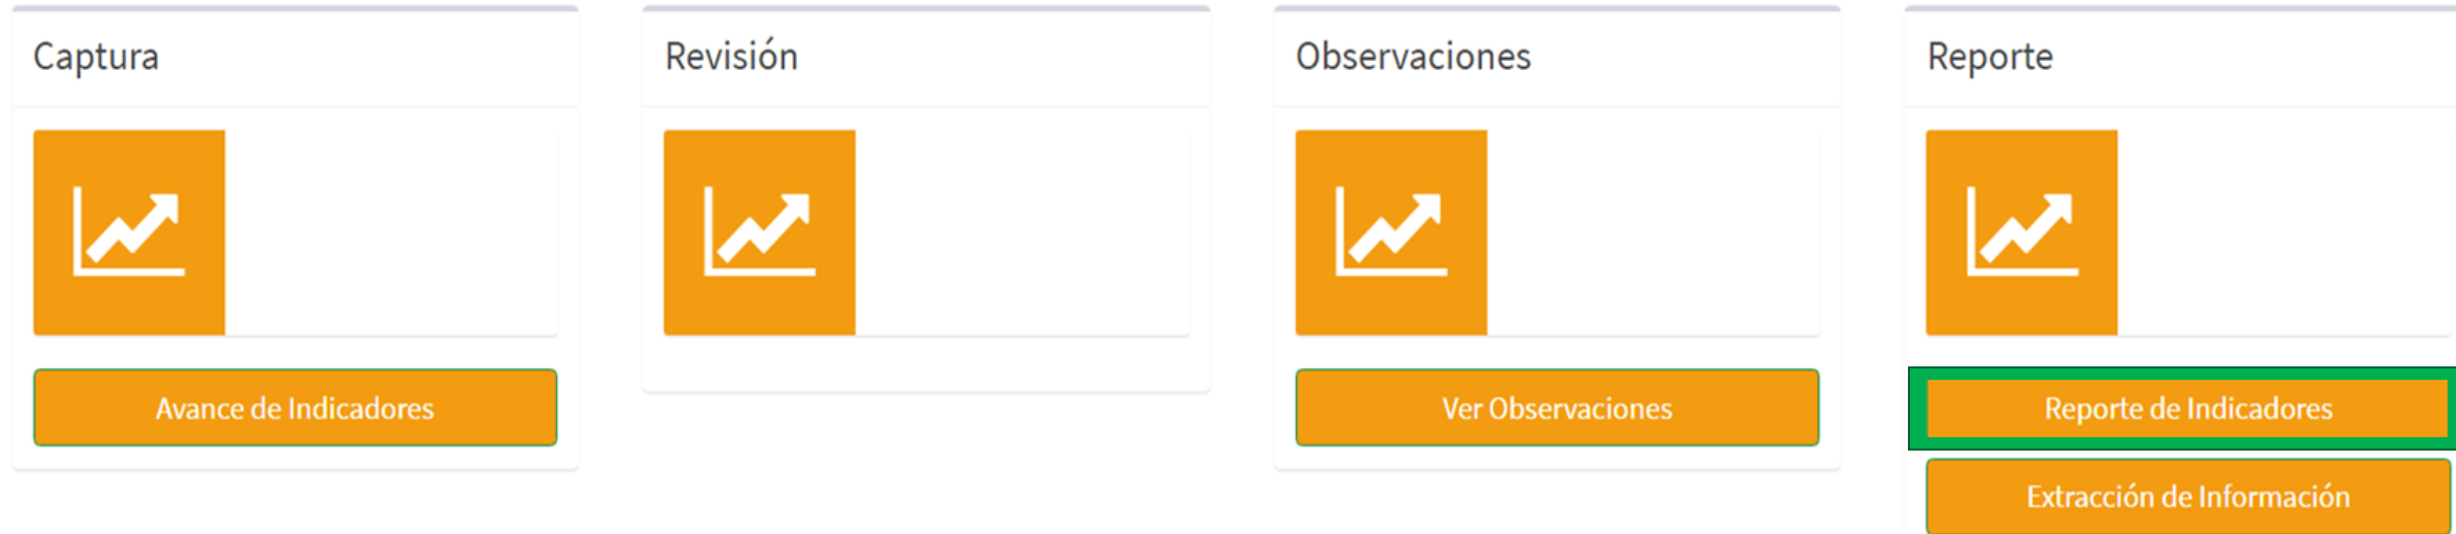 Captura
Revisión
Observaciones
Reporte
Avance de Indicadores
Ver Observaciones
Reporte de Indicadores
Extracción de Información